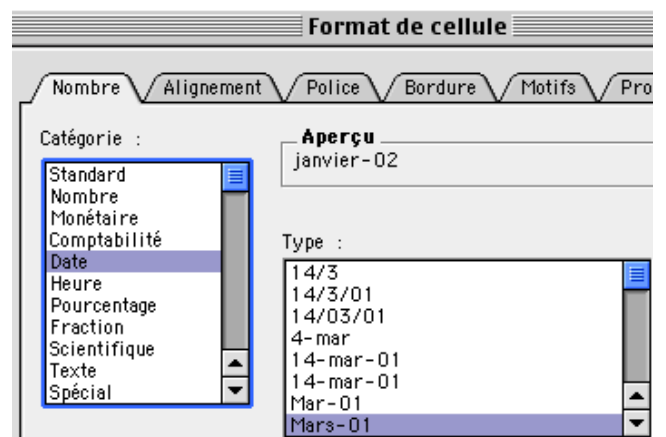 Format de cellule
Nombre Alignement Police Bordure Motifs Pro
Catégorie :
Standard
Nombre
Monétaire
Comptabilité
Date
Heure
Pourcentage
Fraction
Scientifique
Texte
Spécial
Aperçu
janvier-02
Type :
14/3
14/3/01
14/03/01
4-mar
14-mar-01
14-mar-01
Mar-01
Mars-01